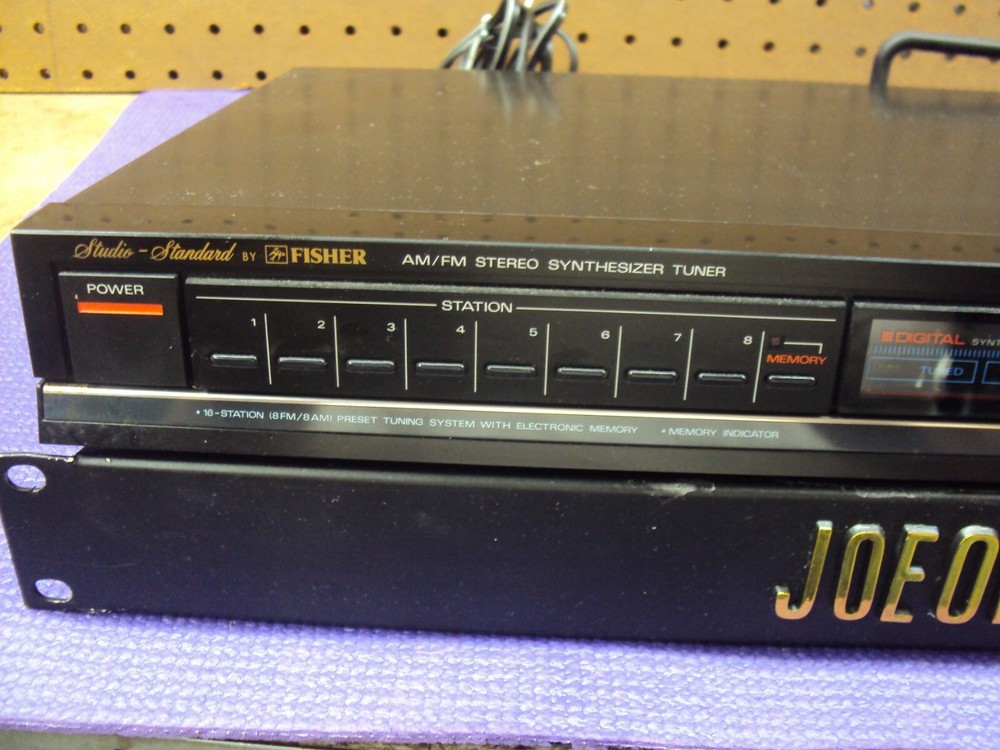 Studio-Standard BY FISHER
AM/FM STEREO SYNTHESIZER TUNER
POWER
STATION
1 2 3 4 5 6 7 8
MEMORY
DIGITAL
TUNED
• 16-STATION (8FM/8AM) PRESET TUNING SYSTEM WITH ELECTRONIC MEMORY • MEMORY INDICATOR
JOEO